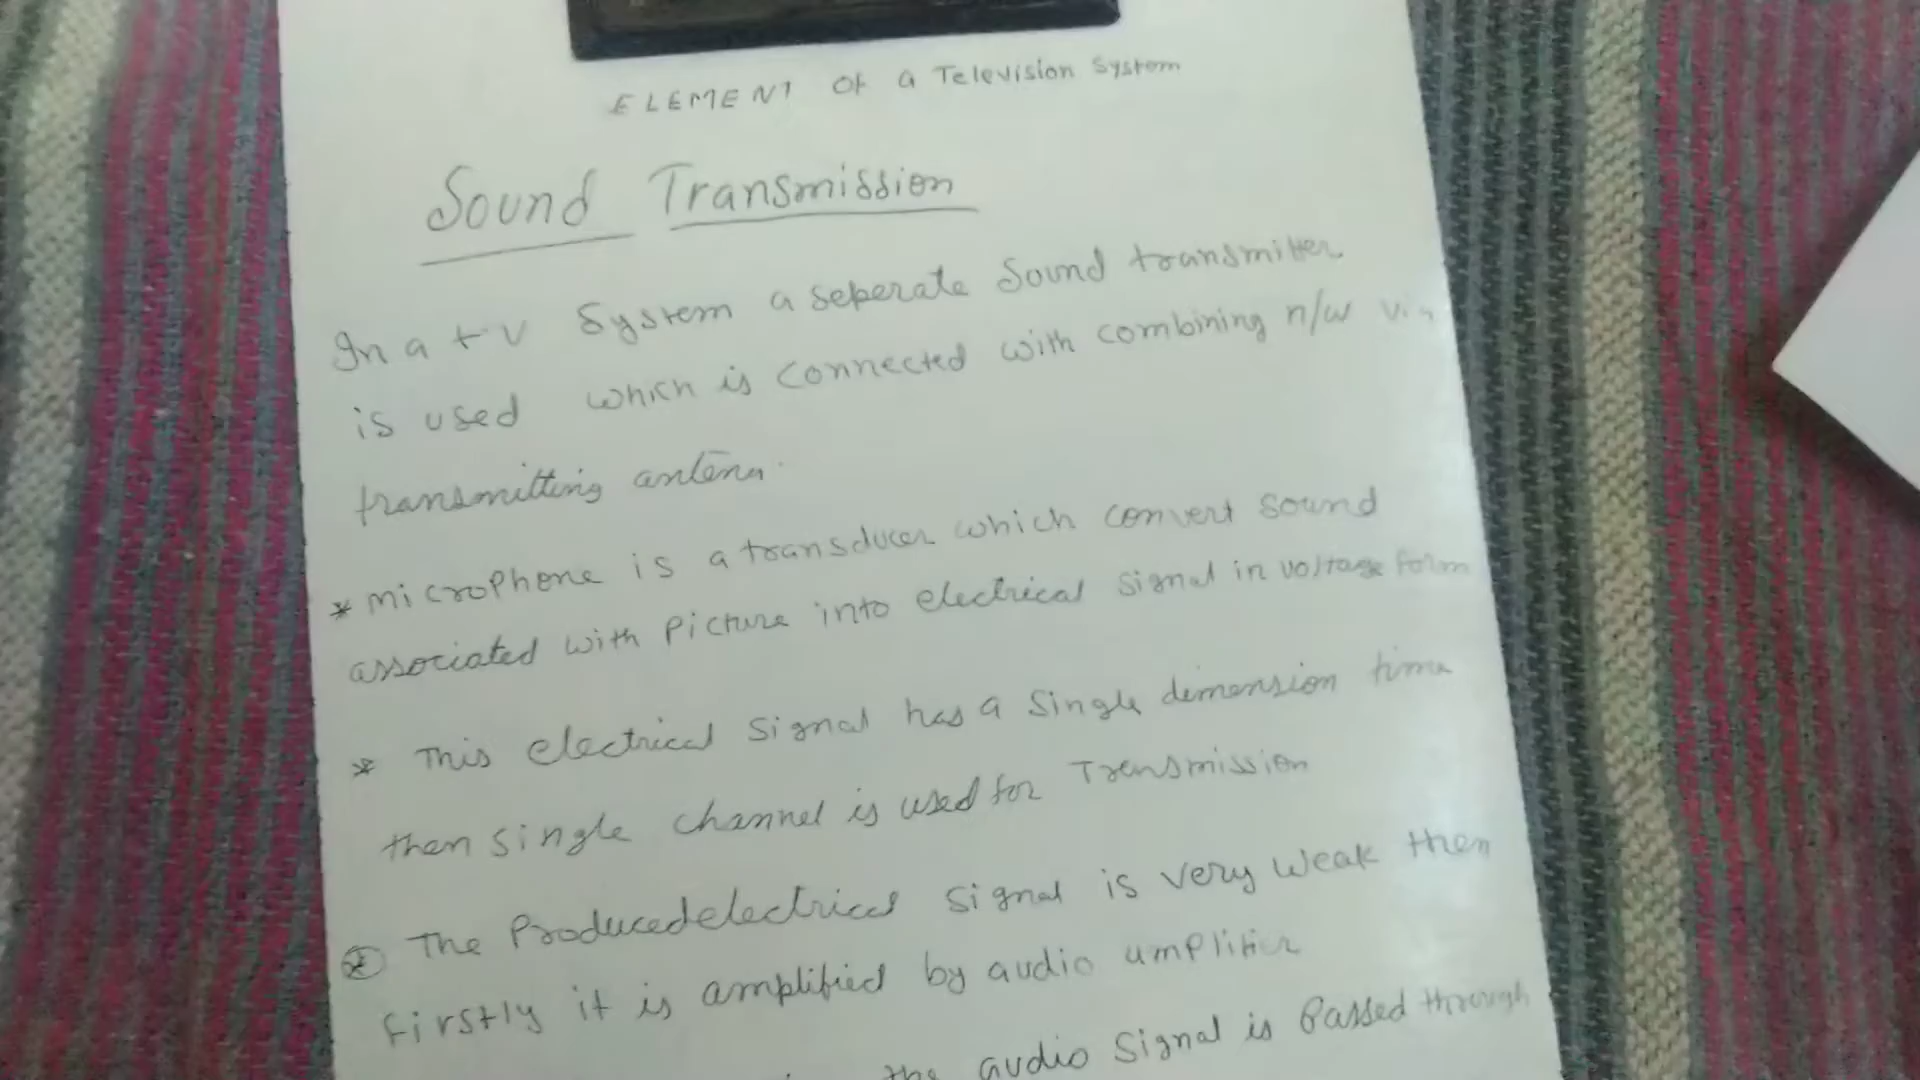 ELEMENT Of a Television System
Sound Transmission
In a t v System a seperate Sound transmitter
is used which is connected with combining n/w via
transmitting antena.
* microphone is a transducer which convert sound
associated with Picture into electrical signal in voltage form
* This electrical signal has a single dimension time
then single channel is used for Transmission
* The Produced electrical signal is very weak then
firstly it is amplified by audio amplifier
the audio signal is Passed through